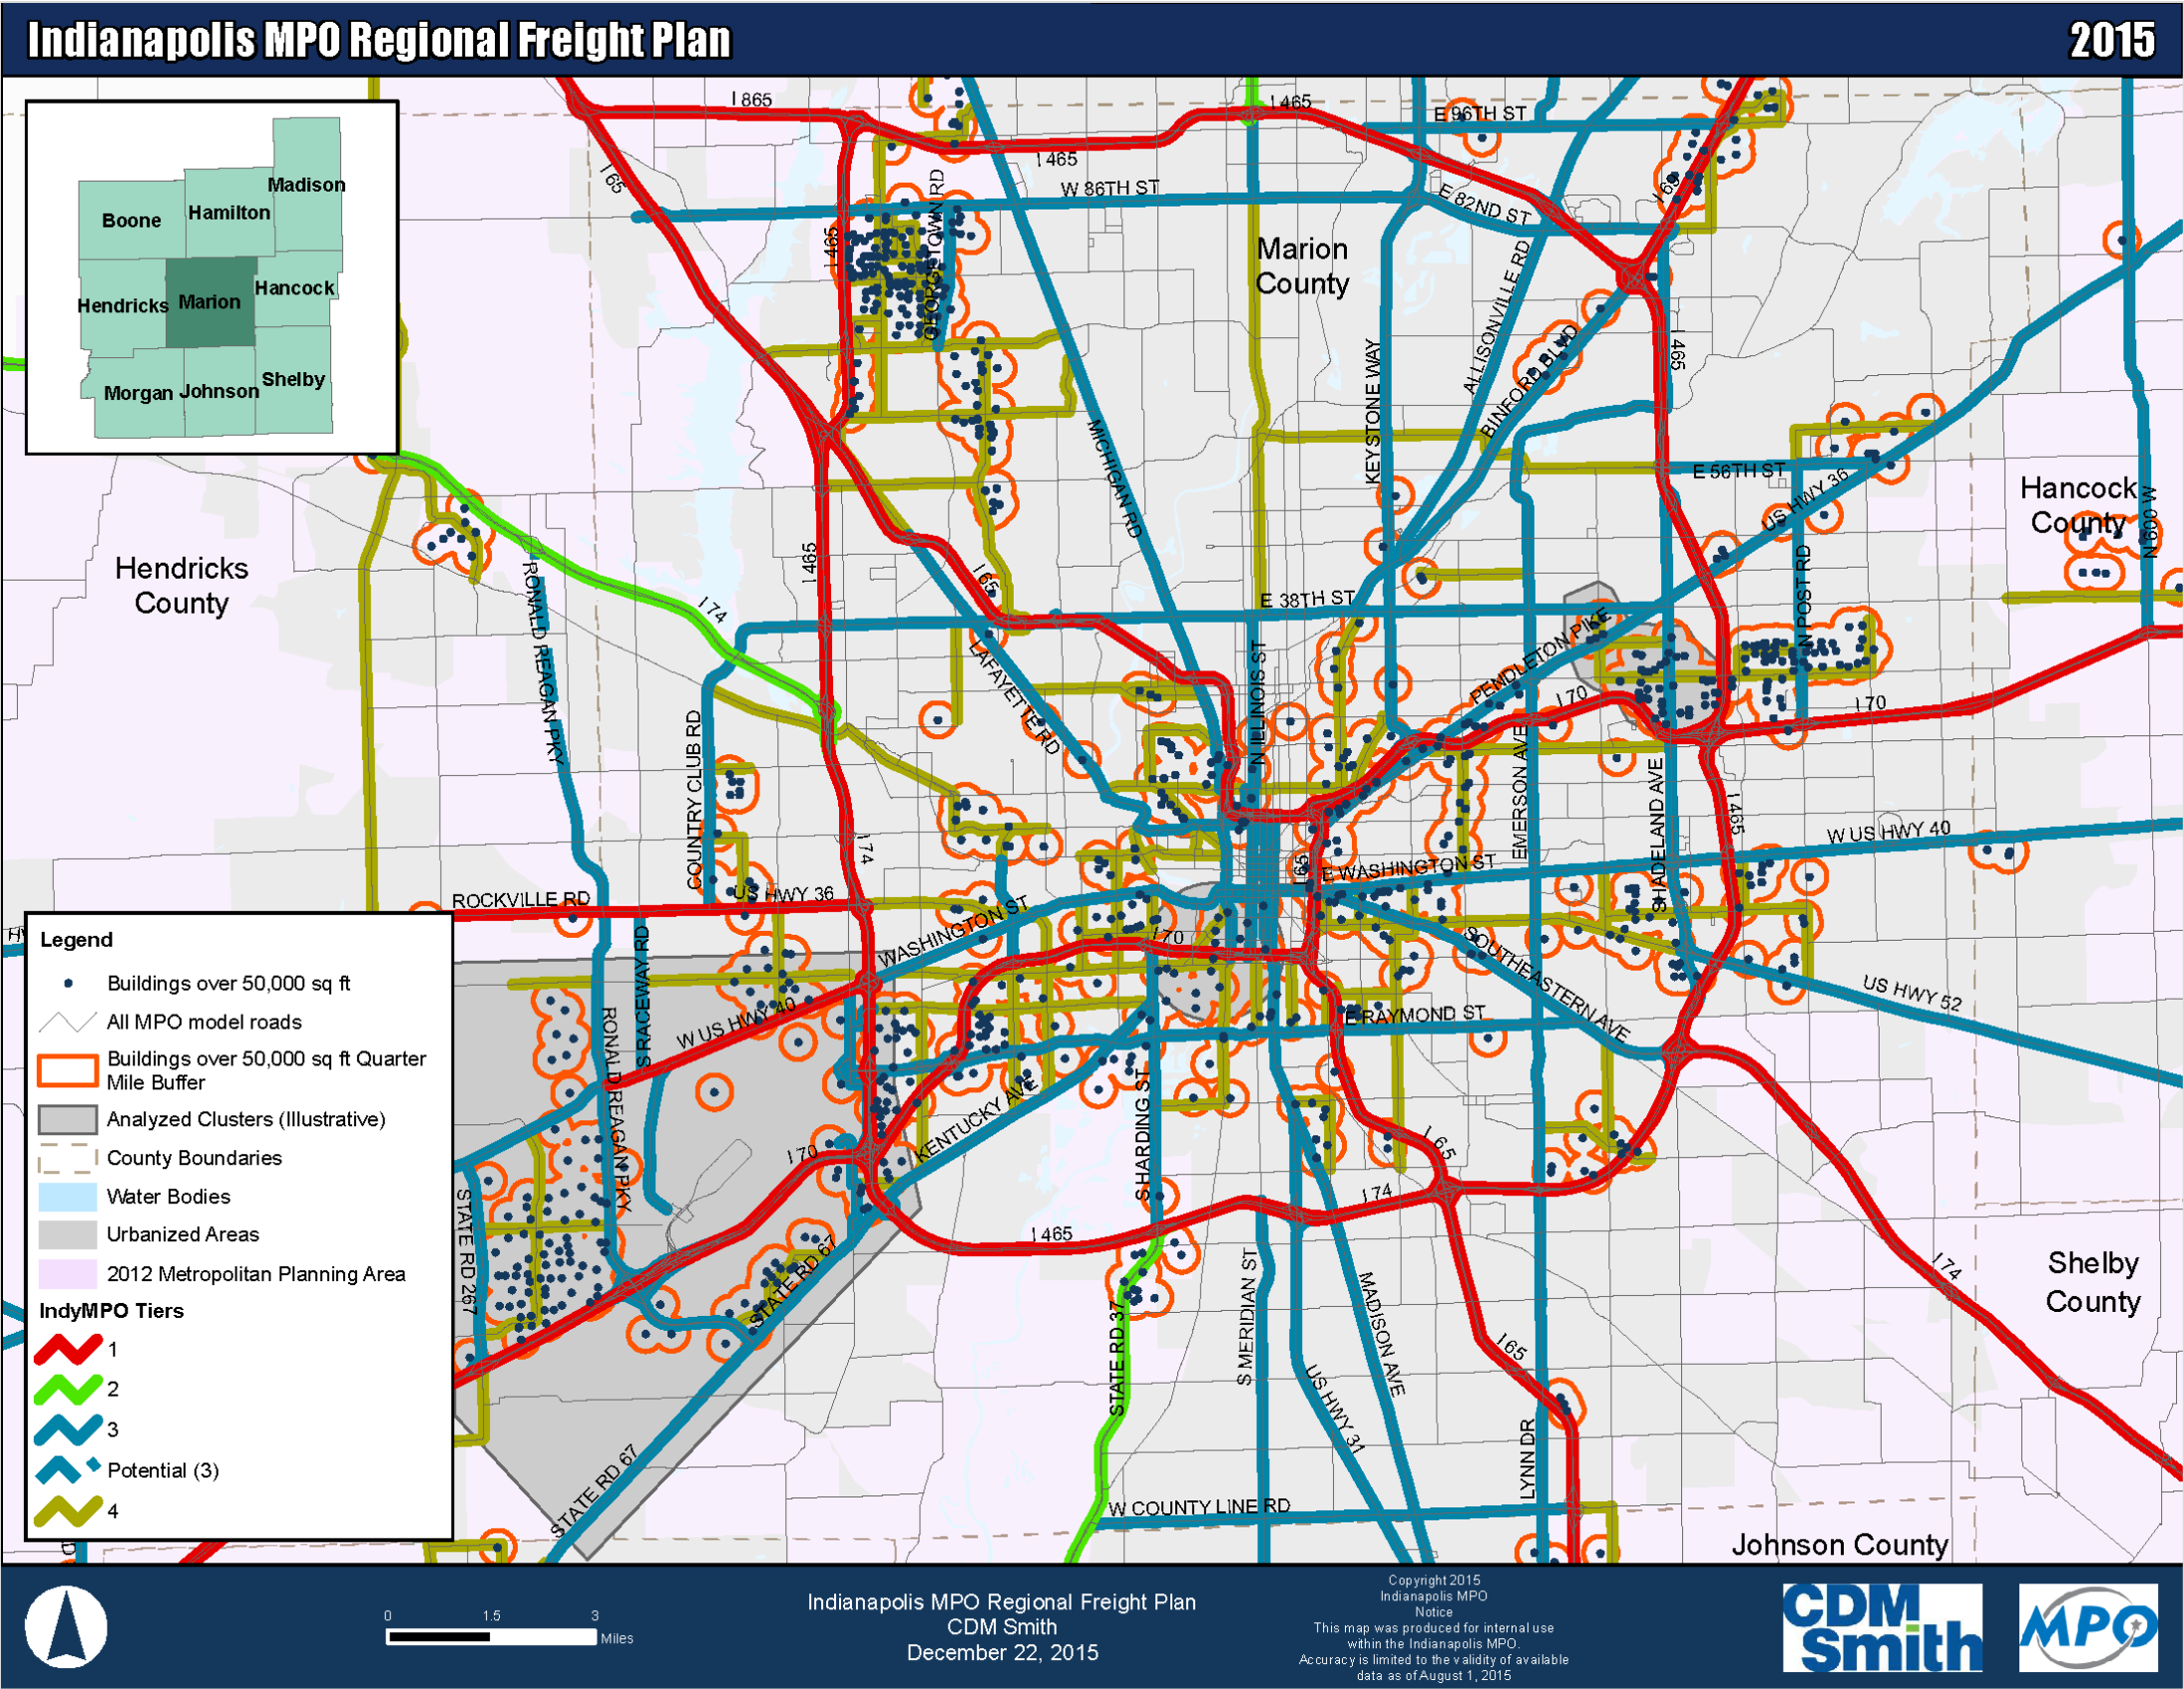 Indianapolis MPO Regional Freight Plan
2015
Madison
Boone
Hamilton
Hendricks
Marion
Hancock
Morgan
Johnson
Shelby
I 865
I 465
I 465
E 96TH ST
I 65
W 86TH ST
E 82ND ST
I 69
I 465
GEORGETOWN RD
Marion
County
ALLISONVILLE RD
BINFORD BLVD
I 465
KEYSTONE WAY
MICHIGAN RD
E 56TH ST
US HWY 36
Hancock
County
N 600 W
Hendricks
County
RONALD REAGAN PKY
I 74
I 465
I 65
E 38TH ST
N POST RD
PENDLETON PIKE
LAFAYETTE RD
N ILLINOIS ST
I 70
I 70
COUNTRY CLUB RD
EMERSON AVE
SHADELAND AVE
I 465
I 74
W US HWY 40
I 65
E WASHINGTON ST
ROCKVILLE RD
US HWY 36
WASHINGTON ST
I 70
SOUTHEASTERN AVE
US HWY 52
S RACEWAY RD
W US HWY 40
E RAYMOND ST
RONALD REAGAN PKY
KENTUCKY AVE
S HARDING ST
I 70
I 65
I 74
I 465
STATE RD 267
STATE RD 67
STATE RD 37
S MERIDIAN ST
MADISON AVE
US HWY 31
I 65
I 74
Shelby
County
LYNN DR
STATE RD 67
W COUNTY LINE RD
Johnson County
Legend
Buildings over 50,000 sq ft
All MPO model roads
Buildings over 50,000 sq ft Quarter
Mile Buffer
Analyzed Clusters (Illustrative)
County Boundaries
Water Bodies
Urbanized Areas
2012 Metropolitan Planning Area
IndyMPO Tiers
1
2
3
Potential (3)
4
0 1.5 3
Miles
Indianapolis MPO Regional Freight Plan
CDM Smith
December 22, 2015
Copyright 2015
Indianapolis MPO
Notice
This map was produced for internal use
within the Indianapolis MPO.
Accuracy is limited to the validity of available
data as of August 1, 2015
CDM
Smith
MPO